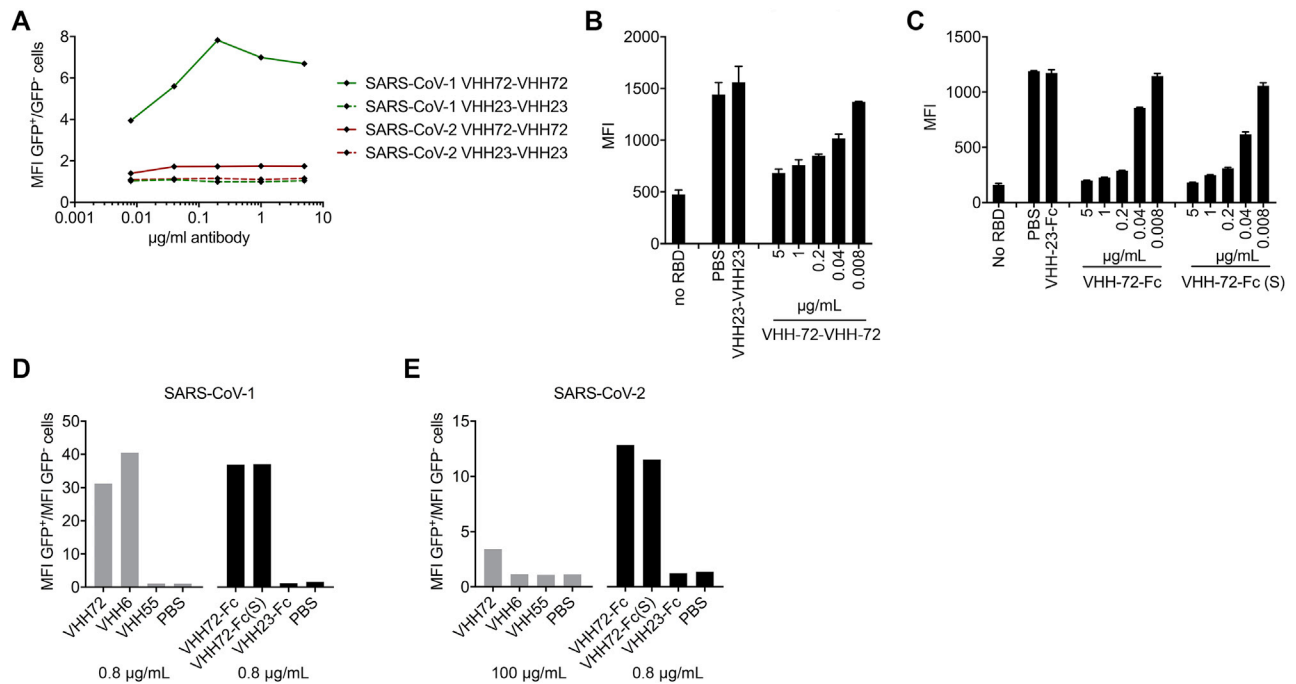 A
MFI GFP⁺/GFP⁻ cells
8
6
4
2
0
0.001
0.01
0.1
1
10
µg/ml antibody
SARS-CoV-1 VHH72-VHH72
SARS-CoV-1 VHH23-VHH23
SARS-CoV-2 VHH72-VHH72
SARS-CoV-2 VHH23-VHH23
B
MFI
2000
1500
1000
500
0
no RBD
PBS
VHH23-VHH23
5
1
0.2
0.04
0.008
µg/mL
VHH-72-VHH-72
C
MFI
1500
1000
500
0
No RBD
PBS
VHH-23-Fc
5
1
0.2
0.04
0.008
µg/mL
VHH-72-Fc
5
1
0.2
0.04
0.008
µg/mL
VHH-72-Fc (S)
D
SARS-CoV-1
MFI GFP⁺/MFI GFP⁻ cells
50
40
30
20
10
0
VHH72
VHH6
VHH55
PBS
0.8 µg/mL
VHH72-Fc
VHH72-Fc(S)
VHH23-Fc
PBS
0.8 µg/mL
E
SARS-CoV-2
MFI GFP⁺/MFI GFP⁻ cells
15
10
5
0
VHH72
VHH6
VHH55
PBS
100 µg/mL
VHH72-Fc
VHH72-Fc(S)
VHH23-Fc
PBS
0.8 µg/mL